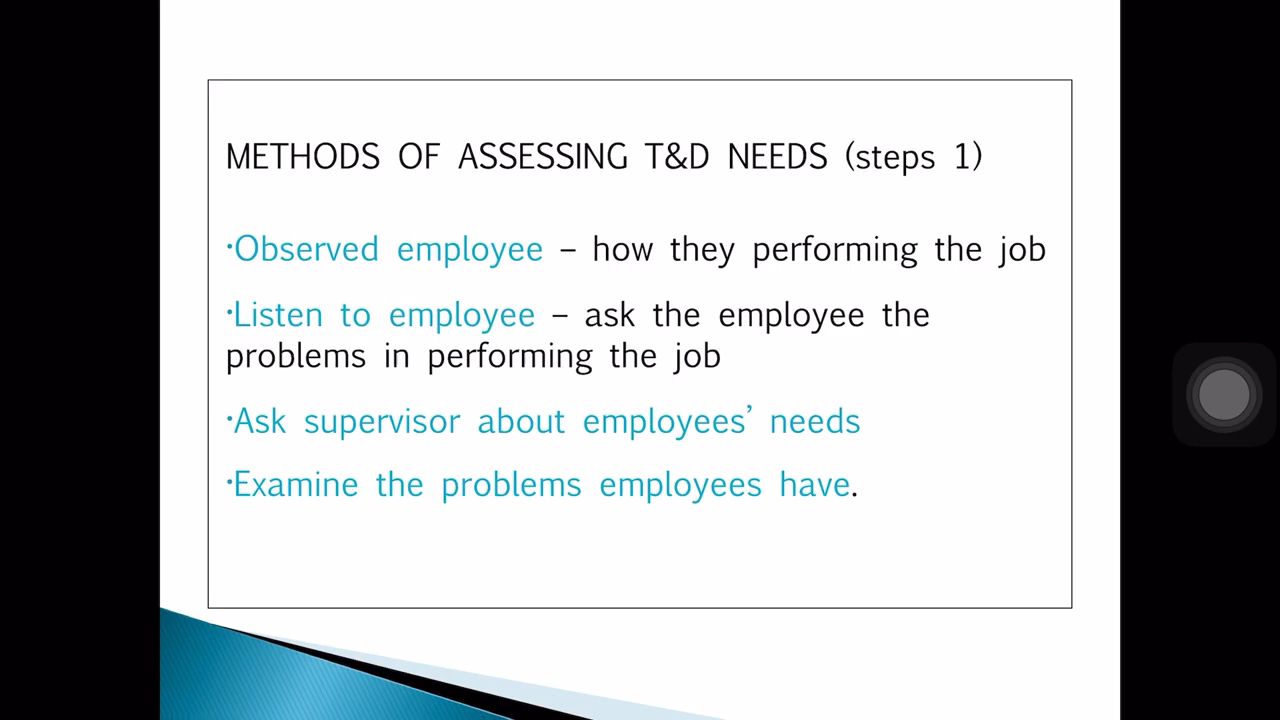 METHODS OF ASSESSING T&D NEEDS (steps 1)
·Observed employee – how they performing the job
·Listen to employee – ask the employee the
problems in performing the job
·Ask supervisor about employees’ needs
·Examine the problems employees have.